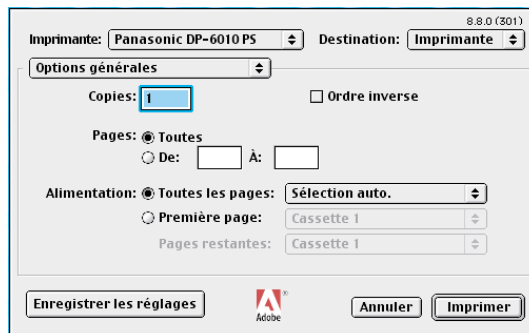 8.8.0 (301)
Imprimante: Panasonic DP-6010 PS Destination: Imprimante
Options générales
Copies: 1 Ordre inverse
Pages: Toutes
De: À:
Alimentation: Toutes les pages: Sélection auto.
Première page: Cassette 1
Pages restantes: Cassette 1
Enregistrer les réglages Adobe® Annuler Imprimer